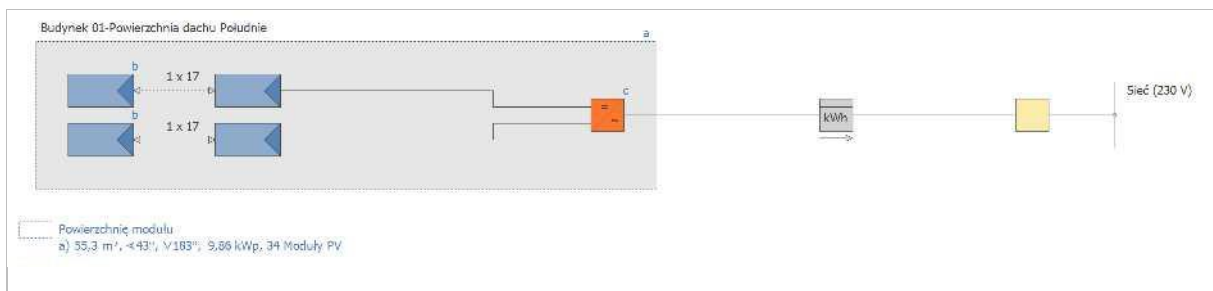 Budynek 01-Powierzchnia dachu Południe
a
b
1 x 17
c
b
1 x 17
=
~
kWh
Sieć (230 V)
Powierzchnię modułu
a) 55,3 m², ∢43°, ∨183°, 9,86 kWp, 34 Moduły PV